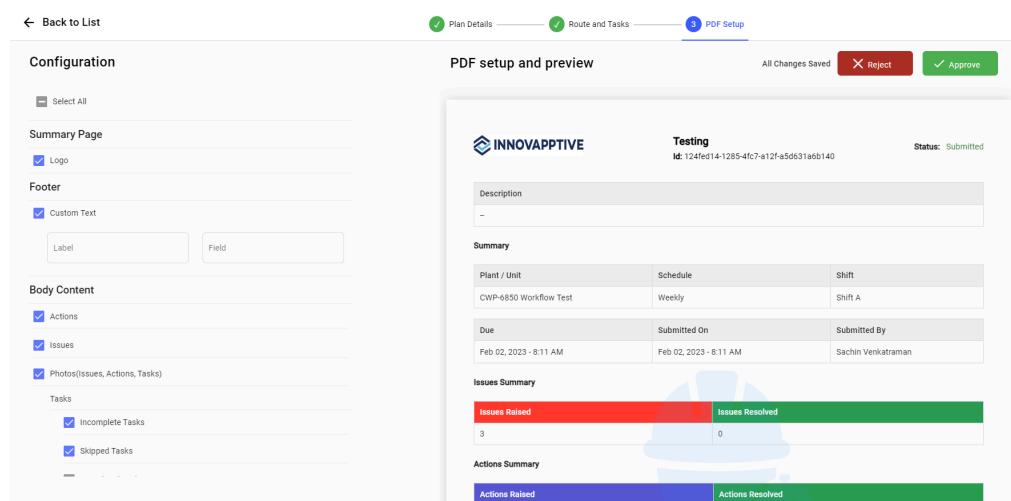 Back to List
Plan Details
Route and Tasks
3 PDF Setup
Configuration
Select All
Summary Page
Logo
Footer
Custom Text
Label Field
Body Content
Actions
Issues
Photos(Issues, Actions, Tasks)
Tasks
Incomplete Tasks
Skipped Tasks
PDF setup and preview
All Changes Saved
Reject
Approve
INNOVAPPTIVE
Testing
Id: 124fed14-1285-4fc7-a12f-a5d631a6b140
Status: Submitted
Description
–
Summary
Plant / Unit Schedule Shift
CWP-6850 Workflow Test Weekly Shift A
Due Submitted On Submitted By
Feb 02, 2023 - 8:11 AM Feb 02, 2023 - 8:11 AM Sachin Venkatraman
Issues Summary
Issues Raised Issues Resolved
3 0
Actions Summary
Actions Raised Actions Resolved